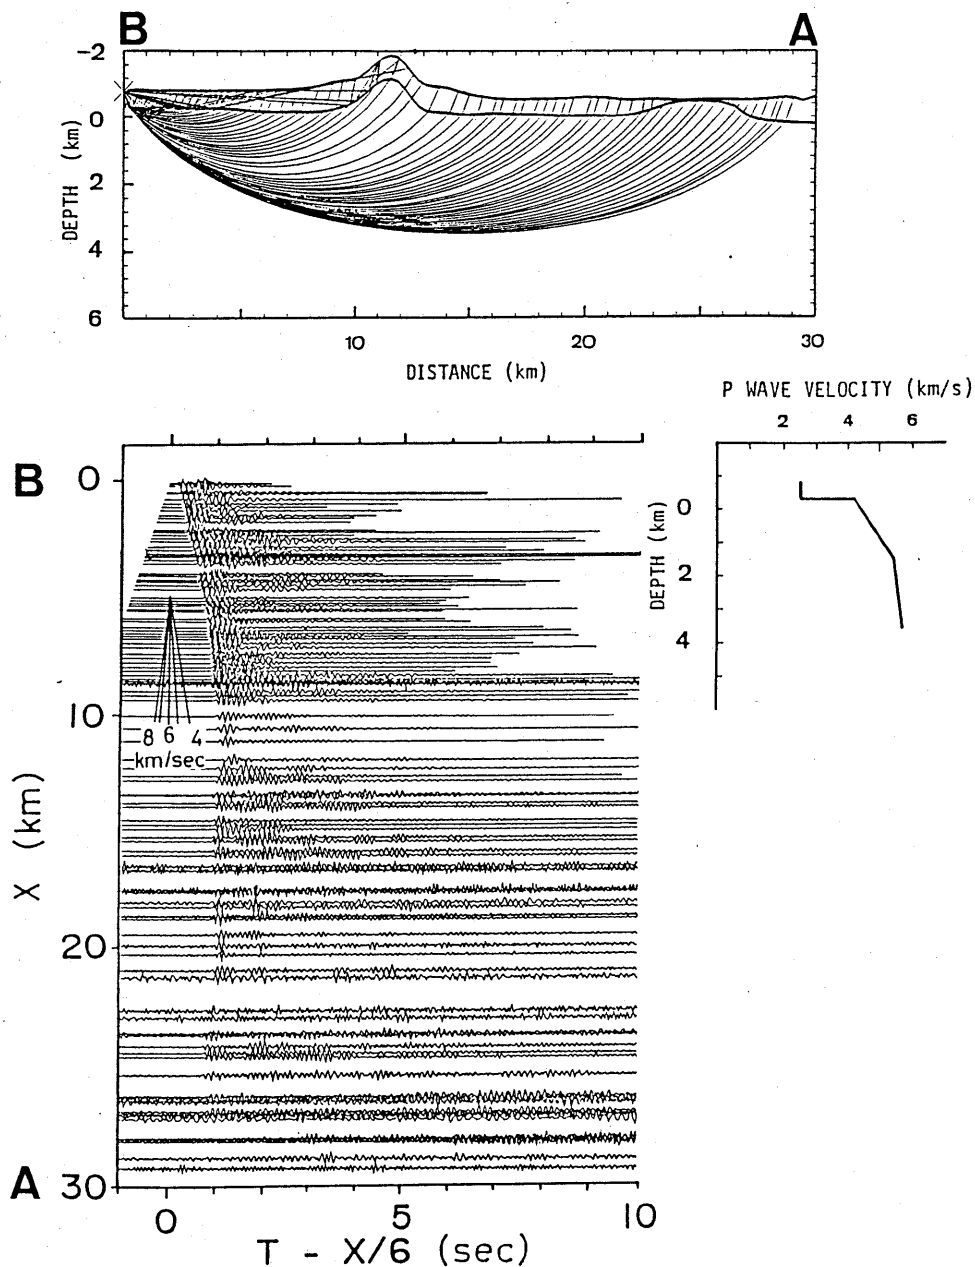 B A
-2
0
2
4
6
DEPTH (km)
10 20 30
DISTANCE (km)
P WAVE VELOCITY (km/s)
2 4 6
0
2
4
DEPTH (km)
B
0
10
20
30
X (km)
A
8 6 4
km/sec
0 5 10
T - X/6 (sec)